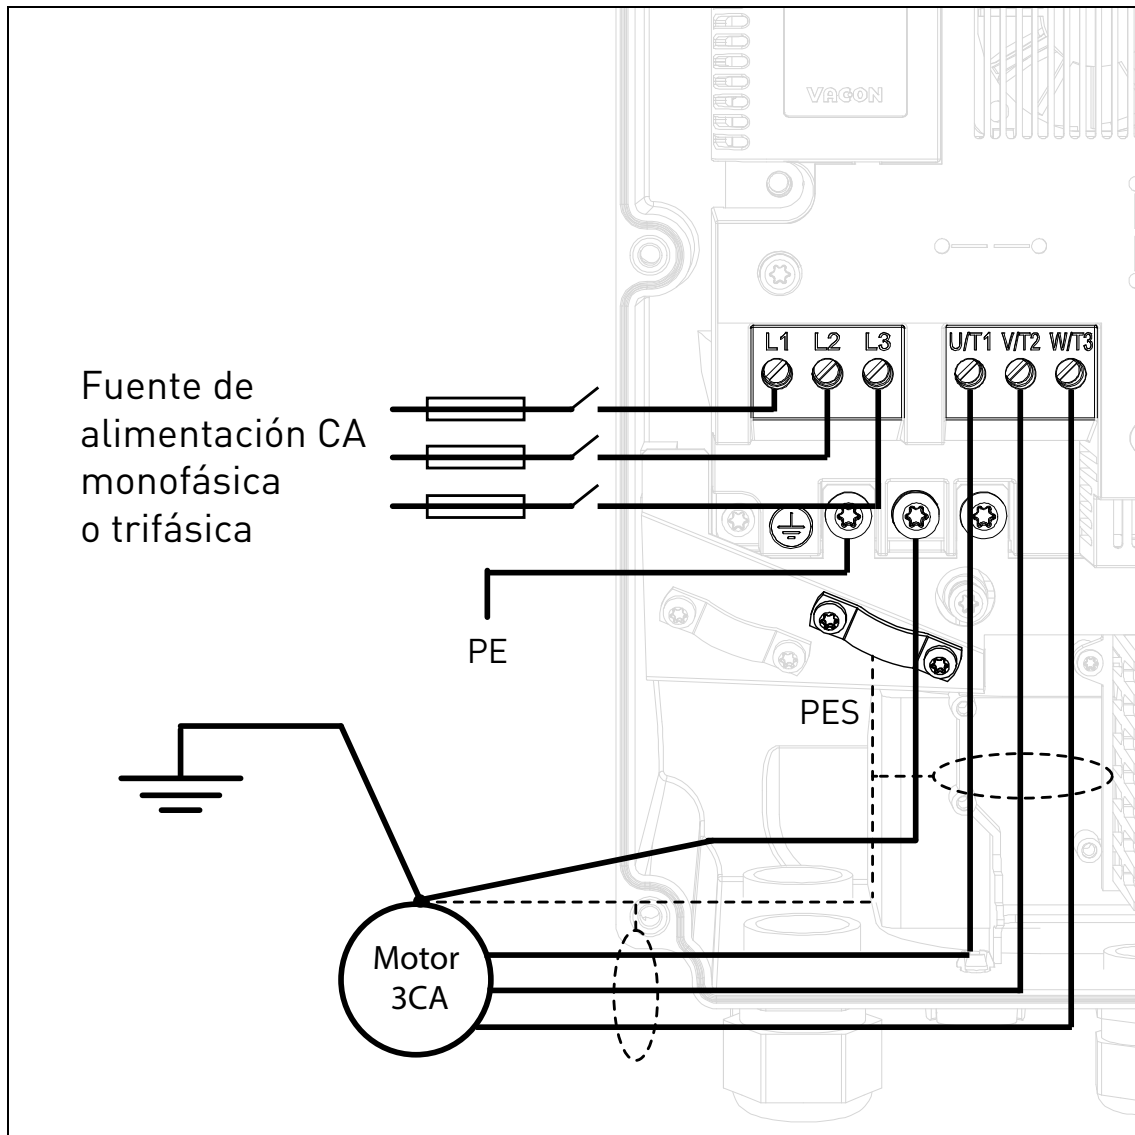 VACON
L1 L2 L3 U/T1 V/T2 W/T3
Fuente de
alimentación CA
monofásica
o trifásica
PE
PES
Motor
3CA